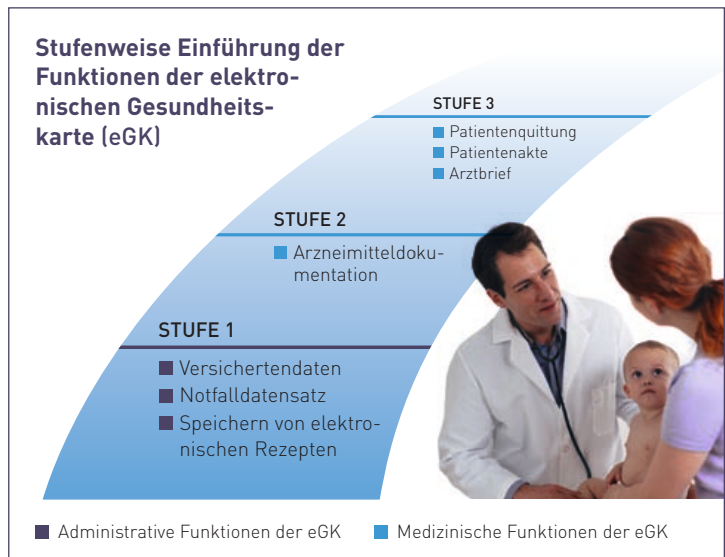 Stufenweise Einführung der
Funktionen der elektro-
nischen Gesundheits-
karte (eGK)
STUFE 3
Patientenquittung
Patientenakte
Arztbrief
STUFE 2
Arzneimitteldoku-
mentation
STUFE 1
Versichertendaten
Notfalldatensatz
Speichern von elektro-
nischen Rezepten
Administrative Funktionen der eGK
Medizinische Funktionen der eGK